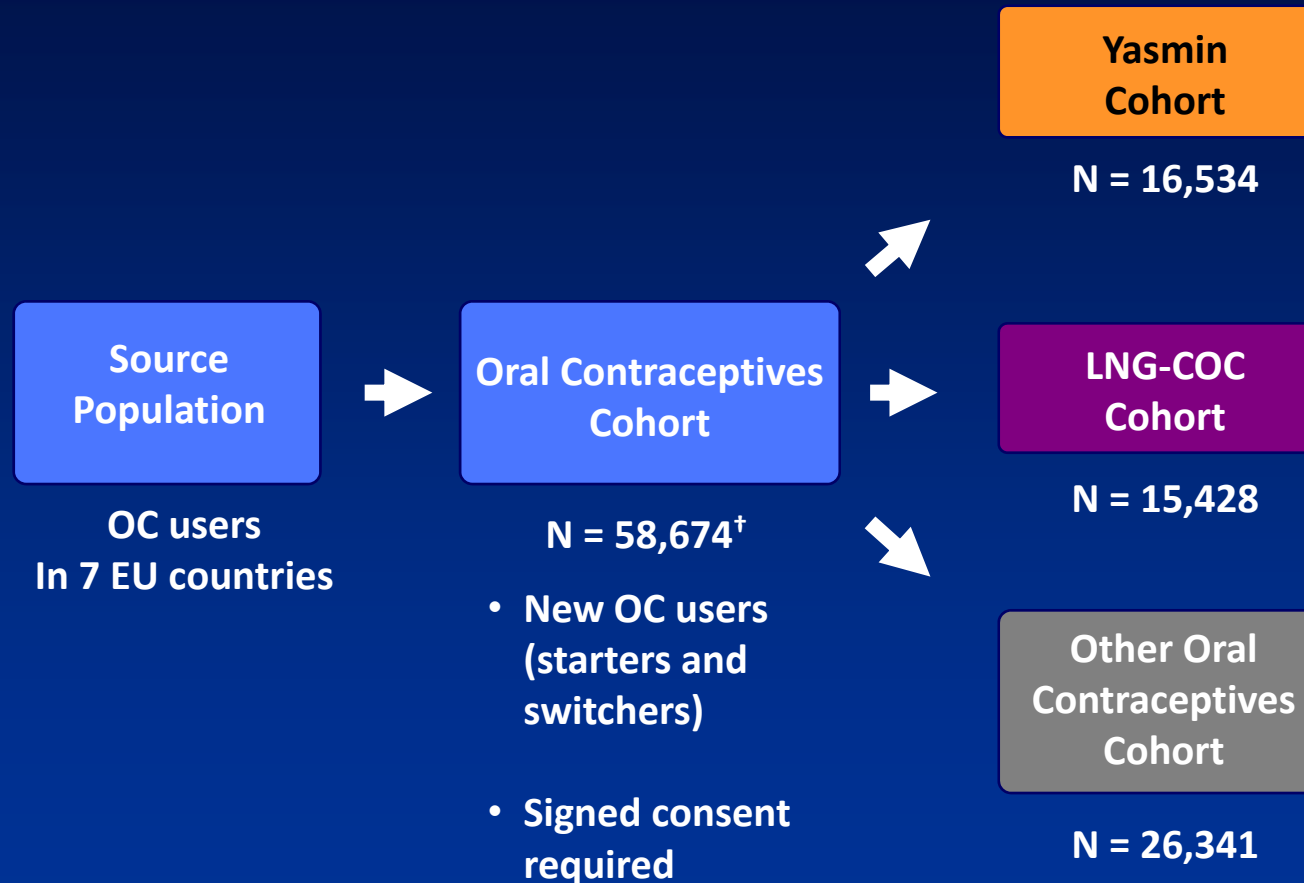 Yasmin
Cohort
N = 16,534
Source
Population
OC users
In 7 EU countries
Oral Contraceptives
Cohort
N = 58,674†
• New OC users
(starters and
switchers)
• Signed consent
required
LNG-COC
Cohort
N = 15,428
Other Oral
Contraceptives
Cohort
N = 26,341